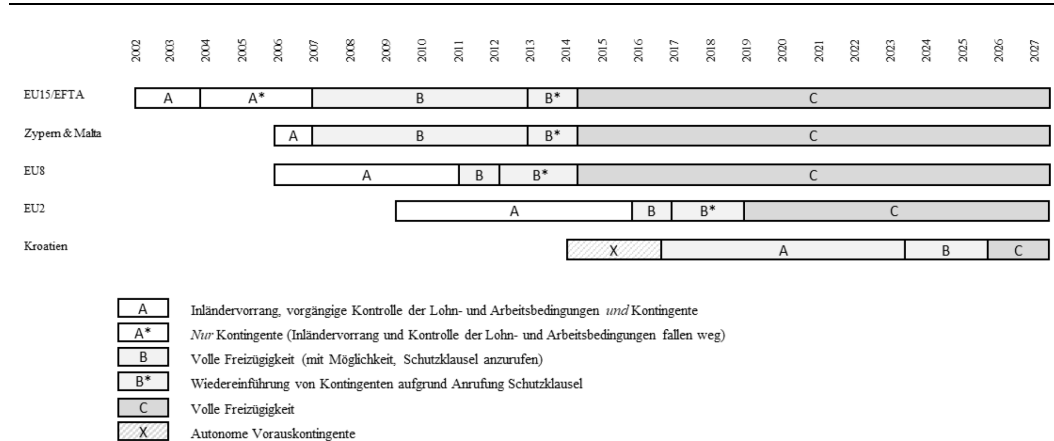 2002 2003 2004 2005 2006 2007 2008 2009 2010 2011 2012 2013 2014 2015 2016 2017 2018 2019 2020 2021 2022 2023 2024 2025 2026 2027
EU15/EFTA A A* B B* C
Zypern & Malta A B B* C
EU8 A B B* C
EU2 A B B* C
Kroatien X A B C
A Inländervorrang, vorgängige Kontrolle der Lohn- und Arbeitsbedingungen und Kontingente
A* Nur Kontingente (Inländervorrang und Kontrolle der Lohn- und Arbeitsbedingungen fallen weg)
B Volle Freizügigkeit (mit Möglichkeit, Schutzklausel anzurufen)
B* Wiedereinführung von Kontingenten aufgrund Anrufung Schutzklausel
C Volle Freizügigkeit
X Autonome Vorauskontingente